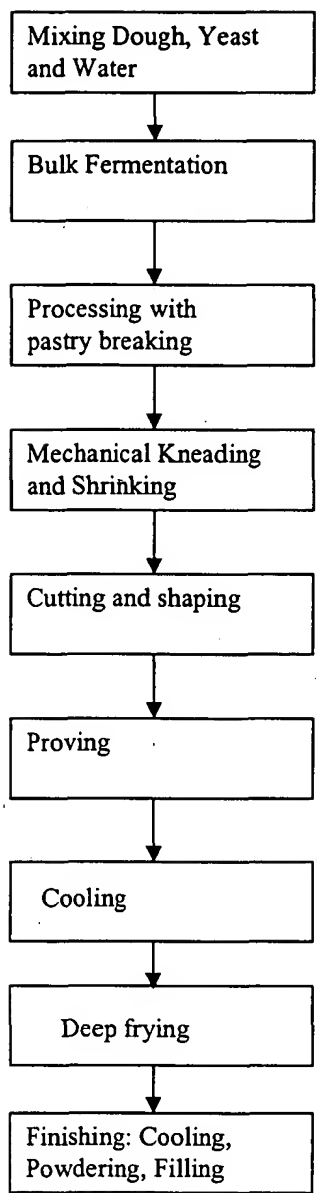 Mixing Dough, Yeast
and Water
Bulk Fermentation
Processing with
pastry breaking
Mechanical Kneading
and Shrinking
Cutting and shaping
Proving
Cooling
Deep frying
Finishing: Cooling,
Powdering, Filling